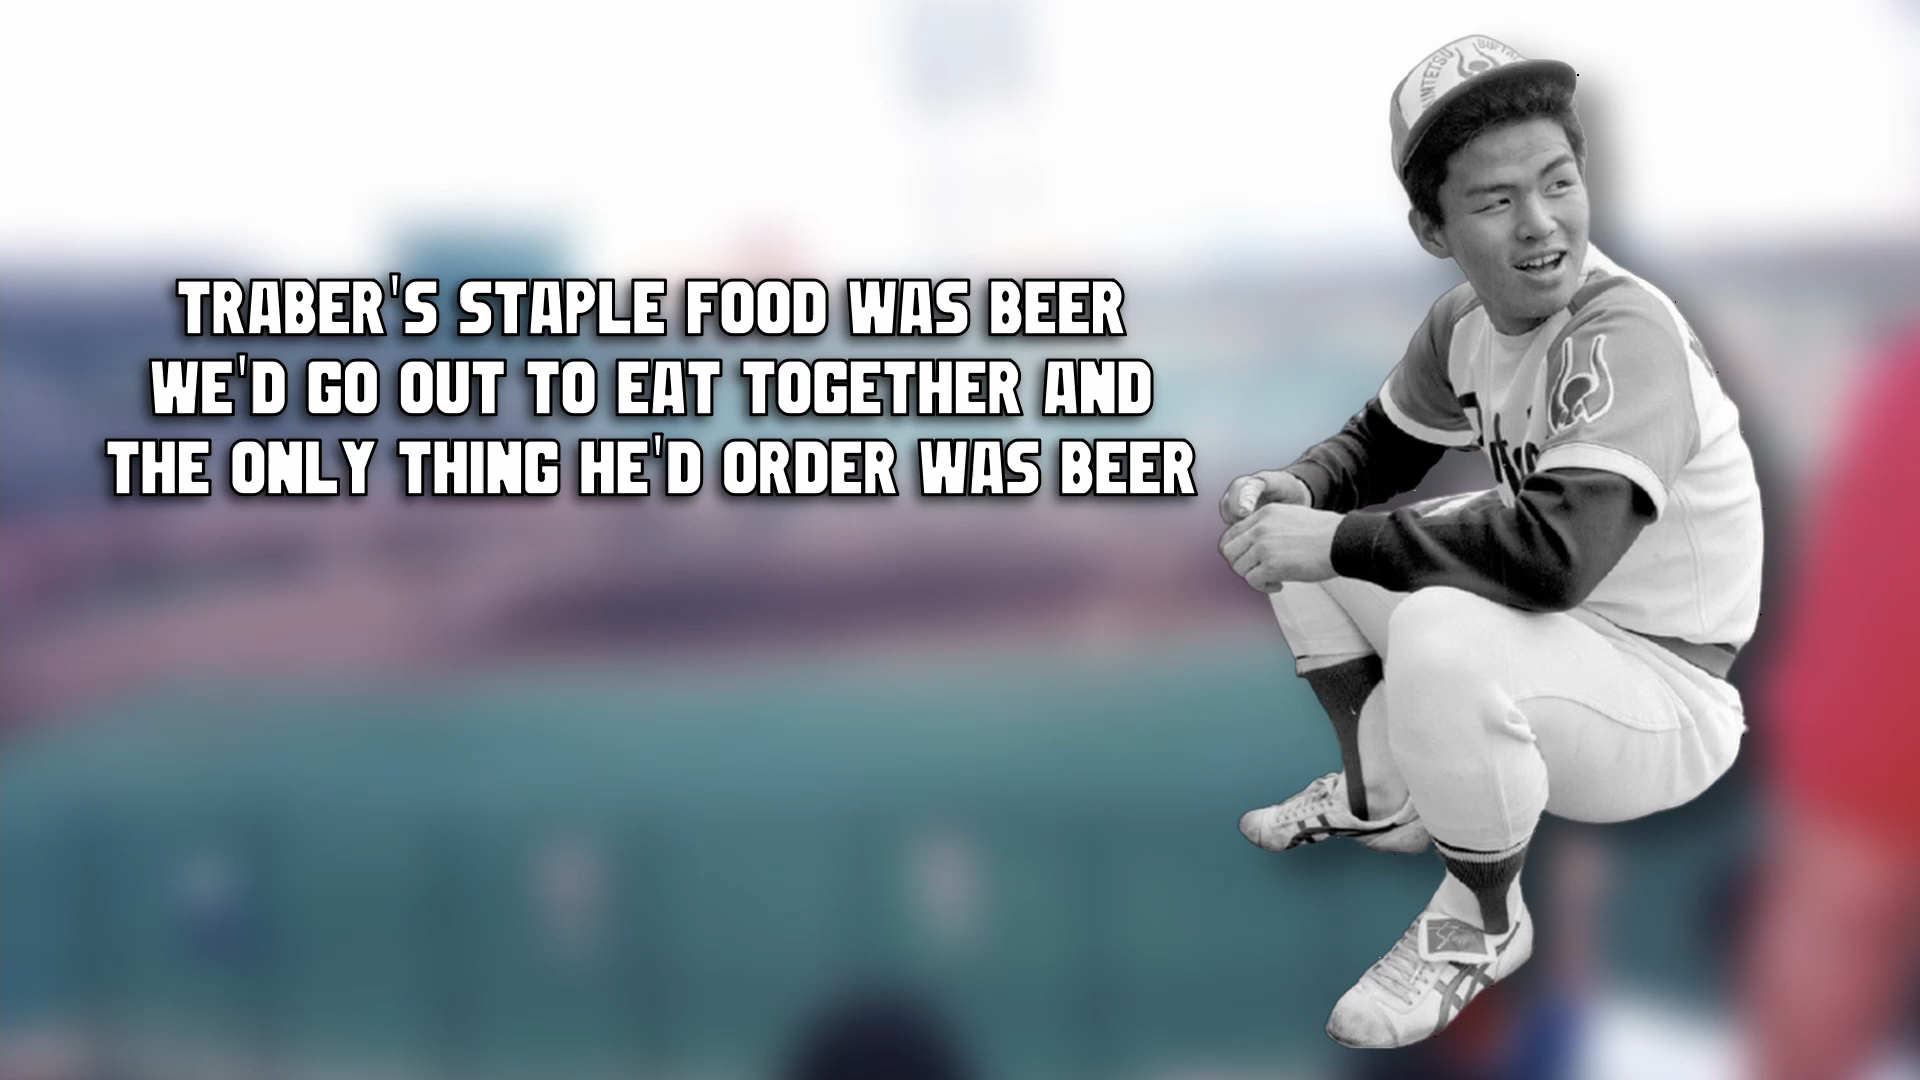 TRABER'S STAPLE FOOD WAS BEER
WE'D GO OUT TO EAT TOGETHER AND
THE ONLY THING HE'D ORDER WAS BEER